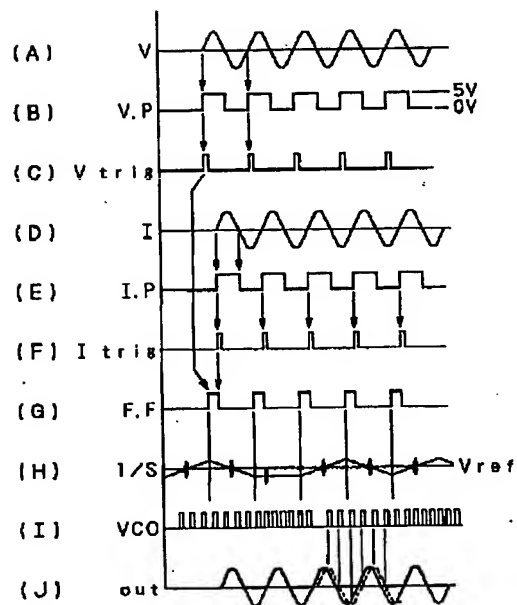 (A) V
5V
(B) V.P 0V
(C) V trig
(D) I
(E) I.P
(F) I trig
(G) F.F
(H) 1/S Vref
(I) VCO
(J) out